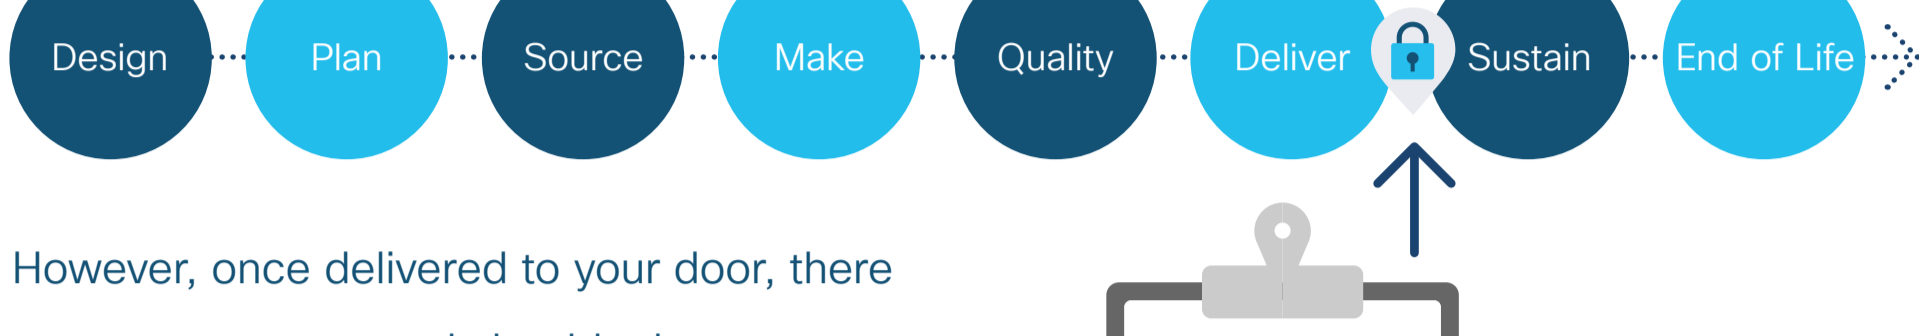 Design Plan Source Make Quality Deliver Sustain End of Life
However, once delivered to your door, there